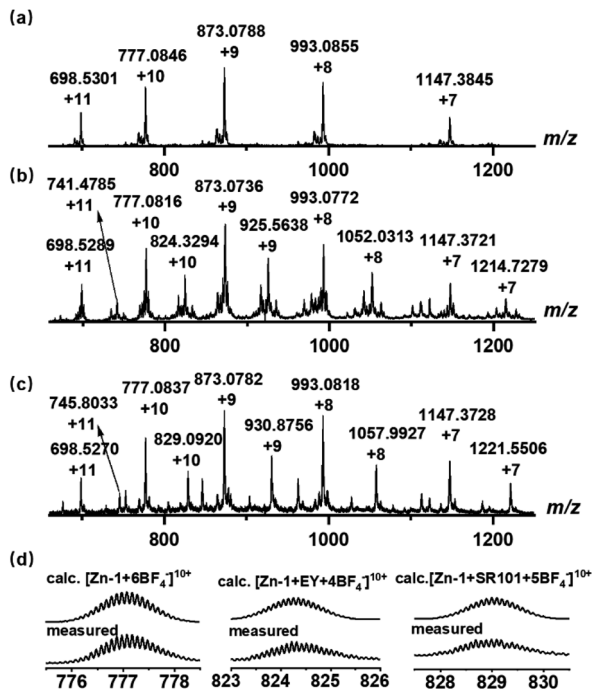 (a)
873.0788
+9
993.0855
+8
777.0846
+10
698.5301
+11
1147.3845
+7
m/z
800 1000 1200
(b)
741.4785
+11
873.0736
+9
993.0772
+8
777.0816
+10
925.5638
+9
824.3294
+10
698.5289
+11
1052.0313
+8
1147.3721
+7
1214.7279
+7
m/z
800 1000 1200
(c)
873.0782
+9
993.0818
+8
777.0837
+10
745.8033
+11
930.8756
+9
698.5270
+11
829.0920
+10
1057.9927
+8
1147.3728
+7
1221.5506
+7
m/z
800 1000 1200
(d)
calc. [Zn-1+6BF4]10+
measured
776 777 778
calc. [Zn-1+EY+4BF4]10+
measured
823 824 825 826
calc.[Zn-1+SR101+5BF4]10+
measured
828 829 830